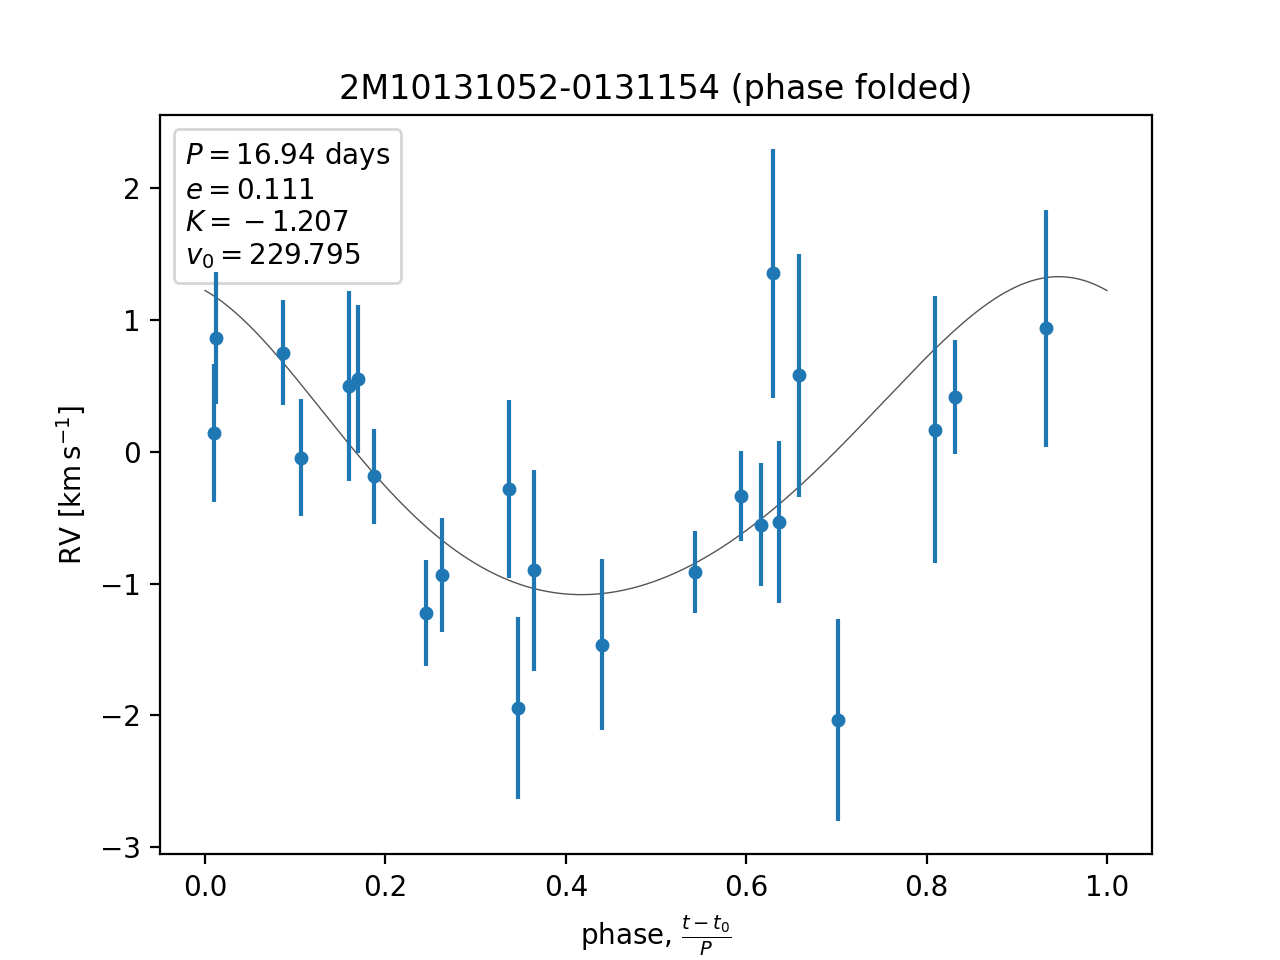 2M10131052-0131154 (phase folded)
P = 16.94 days
e = 0.111
K = −1.207
v₀ = 229.795
RV [km s⁻¹]
2
1
0
−1
−2
−3
0.0 0.2 0.4 0.6 0.8 1.0
phase, (t − t₀)/P